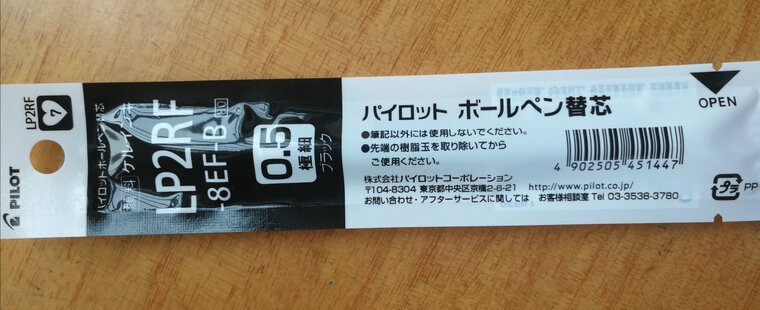 LP2RF
7
PILOT
パイロットボールペン替芯
ゲルインキ
LP2RF
-8EF-B
0.5
極細
ブラック
パイロット ボールペン替芯
●筆記以外には使用しないでください。
●先端の樹脂玉を取り除いてから
ご使用ください。
株式会社パイロットコーポレーション
〒104-8304 東京都中央区京橋2-6-21 http://www.pilot.co.jp/
お問い合わせ・アフターサービスに関しては お客様相談室 Tel 03-3538-3780
4 902505 451447
OPEN
プラ
PP